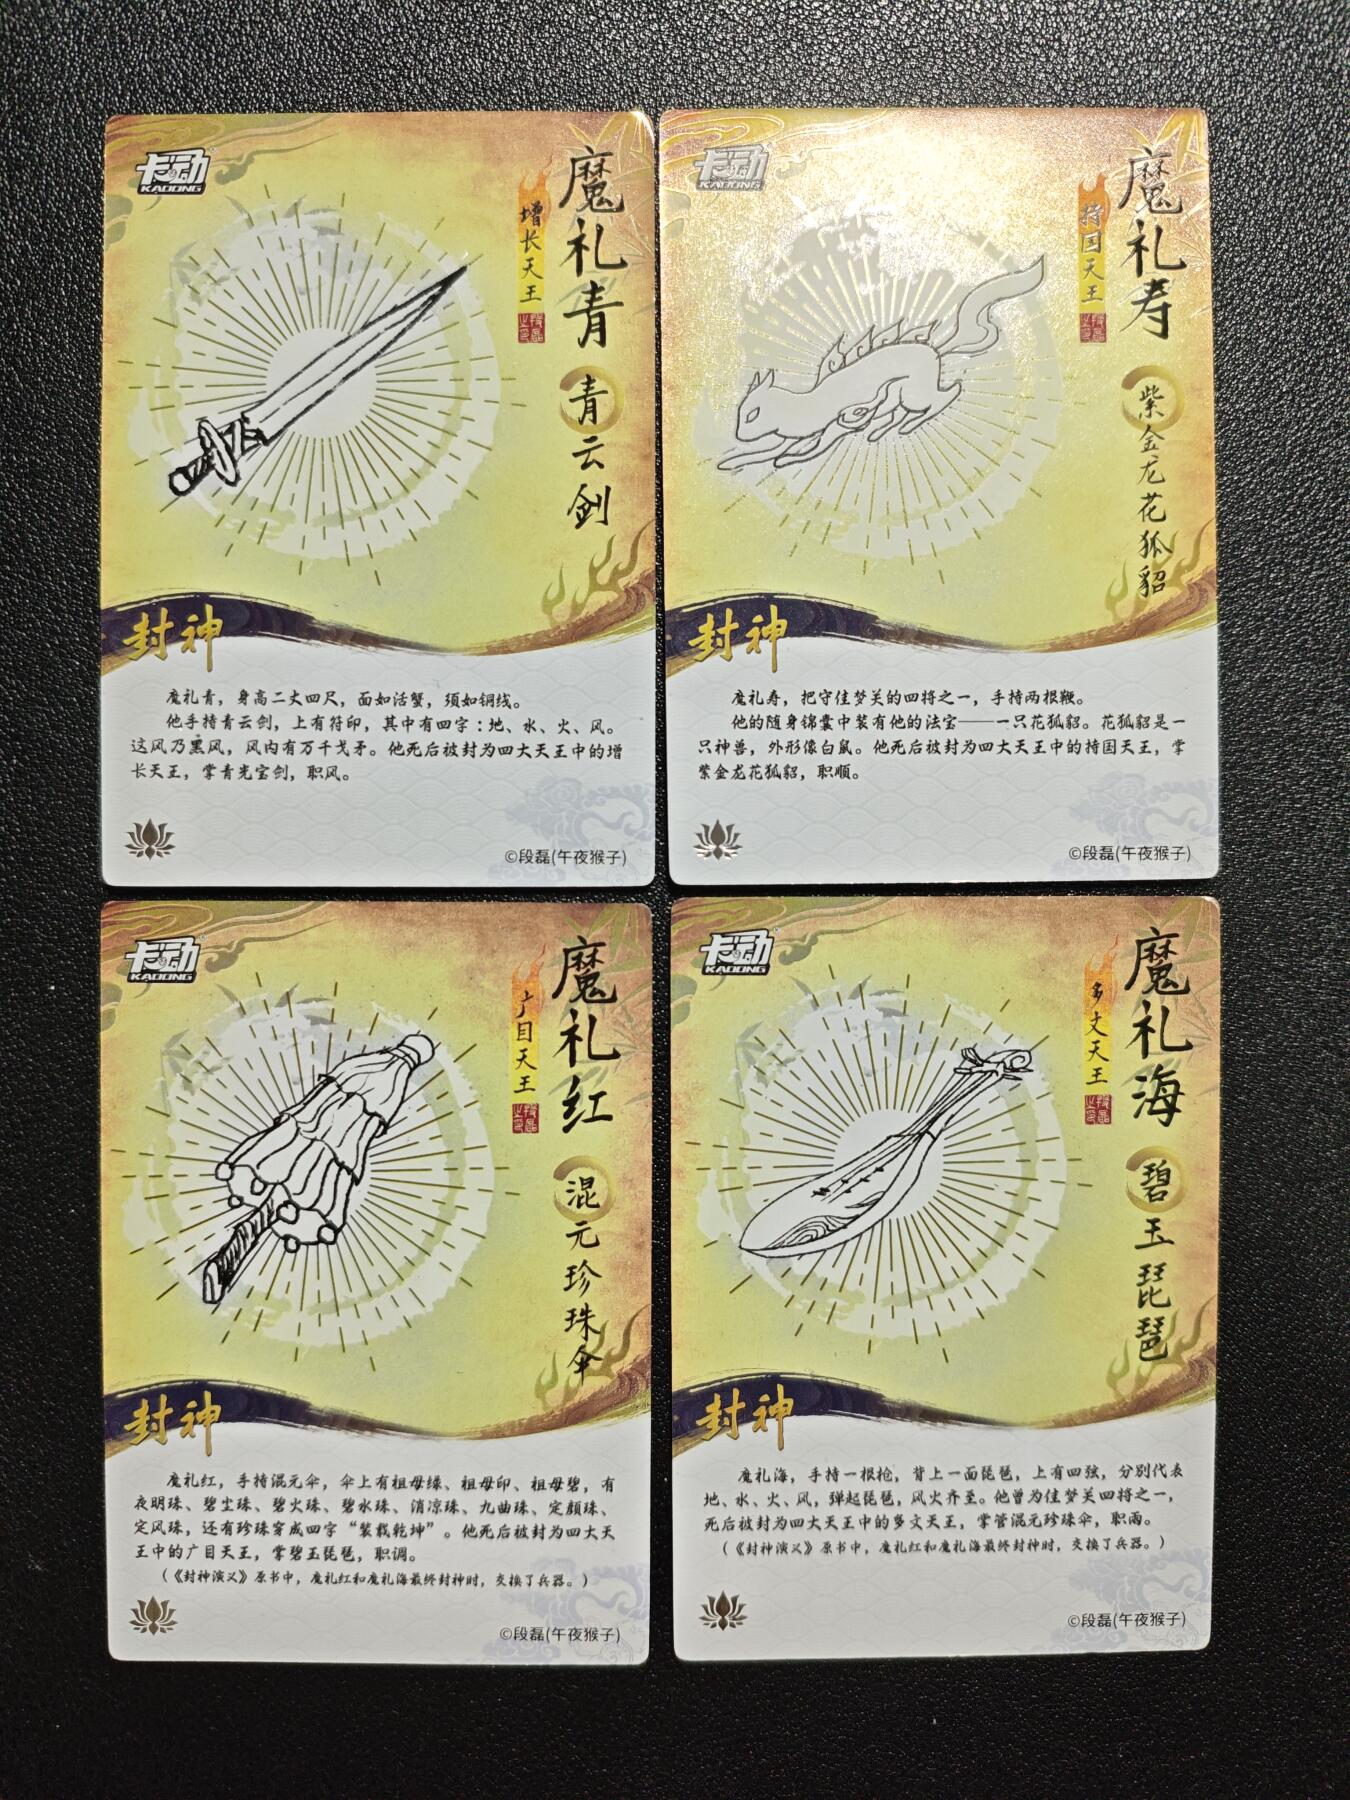 卡动
KADONG
魔礼青
增长天王
青云剑
封神
魔礼青，身高二丈四尺，面如活蟹，须如铜线。
他手持青云剑，上有符印，其中有四字：地、水、火、风。
这风乃黑风，风内有万千戈矛。他死后被封为四大天王中的增
长天王，掌青光宝剑，职风。
©段磊(午夜猴子)
卡动
KADONG
魔礼寿
持国天王
紫金龙花狐貂
封神
魔礼寿，把守佳梦关的四将之一，手持两根鞭。
他的随身锦囊中装有他的法宝——一只花狐貂。花狐貂是一
只神兽，外形像白鼠。他死后被封为四大天王中的持国天王，掌
紫金龙花狐貂，职顺。
©段磊(午夜猴子)
卡动
KADONG
魔礼红
广目天王
混元珍珠伞
封神
魔礼红，手持混元伞，伞上有祖母绿、祖母印、祖母碧，有
夜明珠、碧尘珠、碧火珠、碧水珠、消凉珠、九曲珠、定颜珠、
定风珠，还有珍珠穿成四字“装载乾坤”。他死后被封为四大天
王中的广目天王，掌碧玉琵琶，职调。
（《封神演义》原书中，魔礼红和魔礼海最终封神时，交换了兵器。）
©段磊(午夜猴子)
卡动
KADONG
魔礼海
多文天王
碧玉琵琶
封神
魔礼海，手持一根枪，背上一面琵琶，上有四弦，分别代表
地、水、火、风，弹起琵琶，风火齐至。他曾为佳梦关四将之一，
死后被封为四大天王中的多文天王，掌管混元珍珠伞，职雨。
（《封神演义》原书中，魔礼红和魔礼海最终封神时，交换了兵器。）
©段磊(午夜猴子)